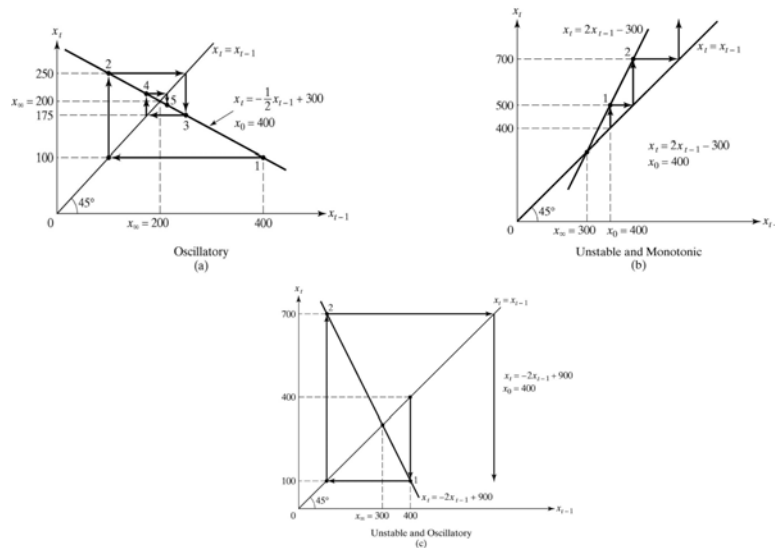 x_t
x_t = x_{t-1}
2
250
4
x_∞ = 200
5
x_t = -1/2 x_{t-1} + 300
175
3
x_0 = 400
100
1
45°
0
x_∞ = 200
400
x_{t-1}
Oscillatory
(a)
x_t
x_t = 2x_{t-1} - 300
2
x_t = x_{t-1}
700
1
500
400
x_t = 2x_{t-1} - 300
x_0 = 400
45°
0
x_∞ = 300
x_0 = 400
Unstable and Monotonic
(b)
x_t
x_t = x_{t-1}
2
700
x_t = -2x_{t-1} + 900
x_0 = 400
400
100
1
45°
x_t = -2x_{t-1} + 900
0
x_∞ = 300
400
x_{t-1}
Unstable and Oscillatory
(c)